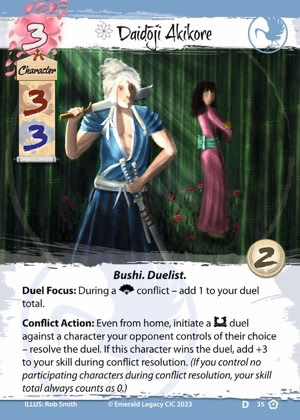 3
Daidoji Akikore
Character
3
3
2
Bushi. Duelist.
Duel Focus: During a conflict – add 1 to your duel
total.
Conflict Action: Even from home, initiate a duel
against a character your opponent controls of their choice
– resolve the duel. If this character wins the duel, add +3
to your skill during conflict resolution. (If you control no
participating characters during conflict resolution, your skill
total always counts as 0.)
ILLUS: Rob Smith © Emerald Legacy CIC 2023 D 35